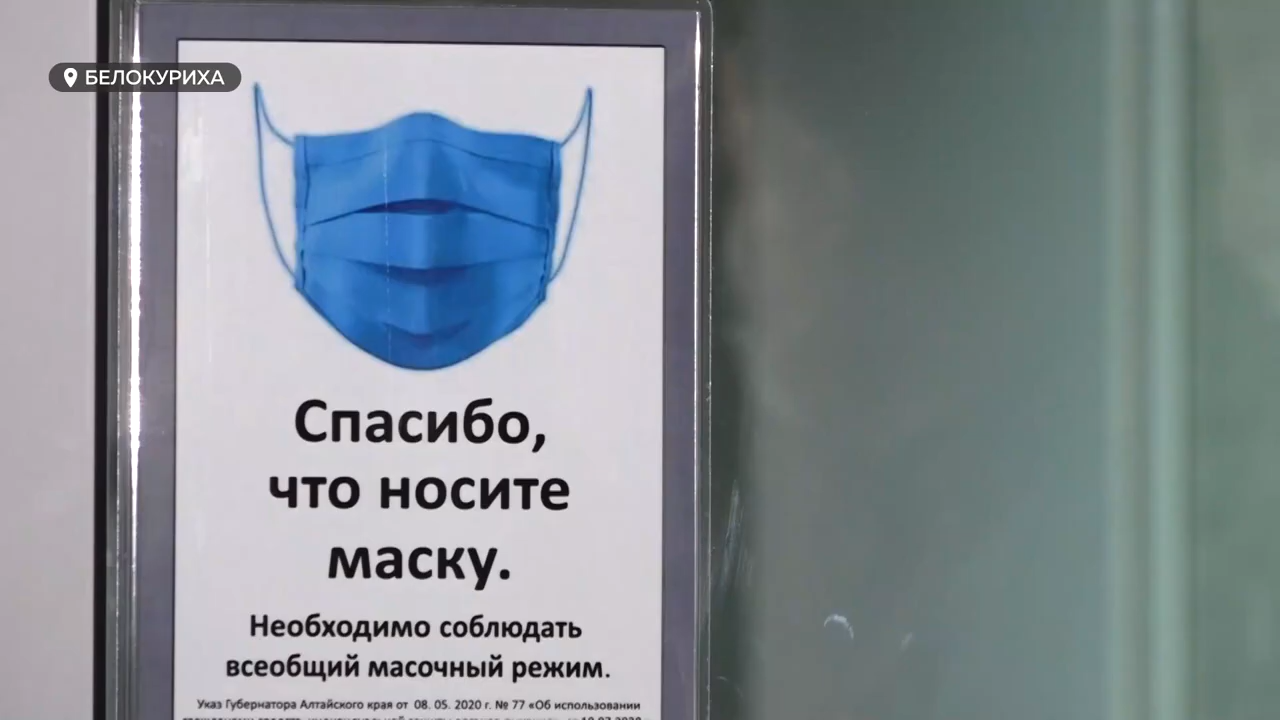 БЕЛОКУРИХА
Спасибо,
что носите
маску.
Необходимо соблюдать
всеобщий масочный режим.
Указ Губернатора Алтайского края от 08. 05. 2020 г. № 77 «Об использовании